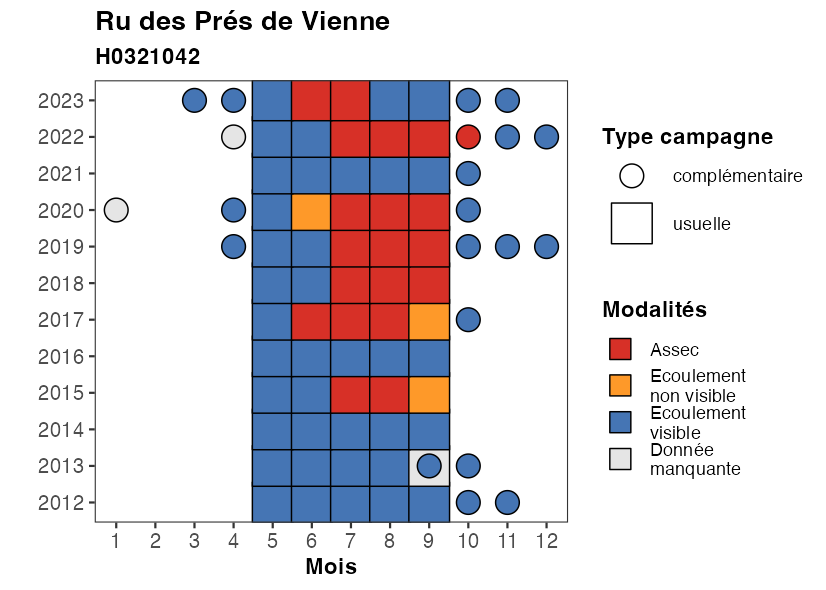 Ru des Prés de Vienne
H0321042
2023
2022
2021
2020
2019
2018
2017
2016
2015
2014
2013
2012
1 2 3 4 5 6 7 8 9 10 11 12
Mois
Type campagne
complémentaire
usuelle
Modalités
Assec
Ecoulement
non visible
Ecoulement
visible
Donnée
manquante